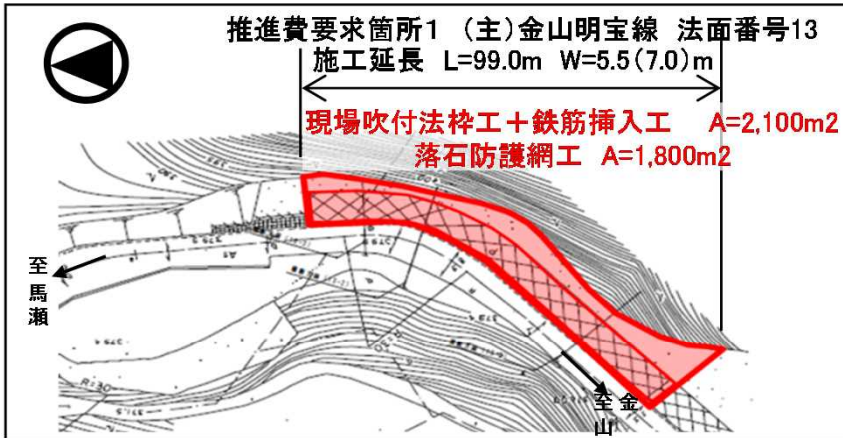 推進費要求箇所1 (主)金山明宝線 法面番号13
施工延長 L=99.0m W=5.5(7.0)m
現場吹付法枠工+鉄筋挿入工 A=2,100m2
落石防護網工 A=1,800m2
至馬瀬
至金山
R=30